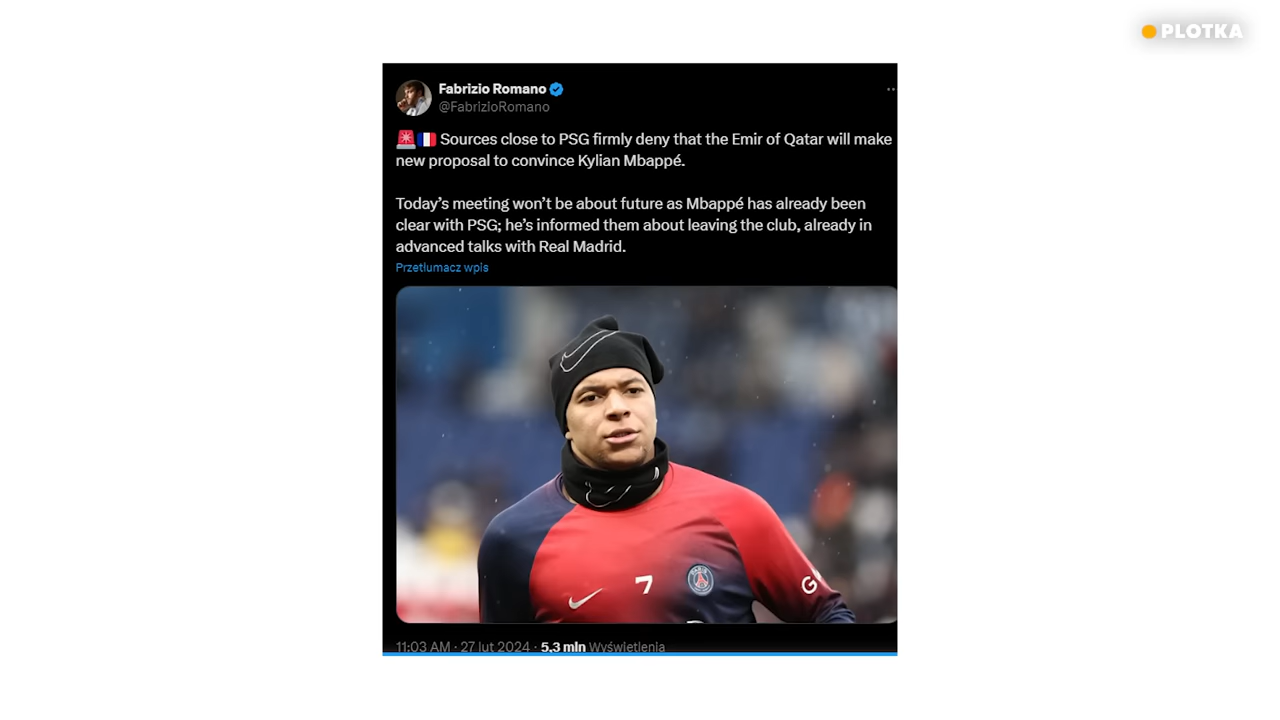 PLOTKA
Fabrizio Romano
@FabrizioRomano
Sources close to PSG firmly deny that the Emir of Qatar will make
new proposal to convince Kylian Mbappé.
Today’s meeting won’t be about future as Mbappé has already been
clear with PSG; he’s informed them about leaving the club, already in
advanced talks with Real Madrid.
Przetłumacz wpis
7
11:03 AM · 27 lut 2024 · 5,3 mln Wyświetlenia